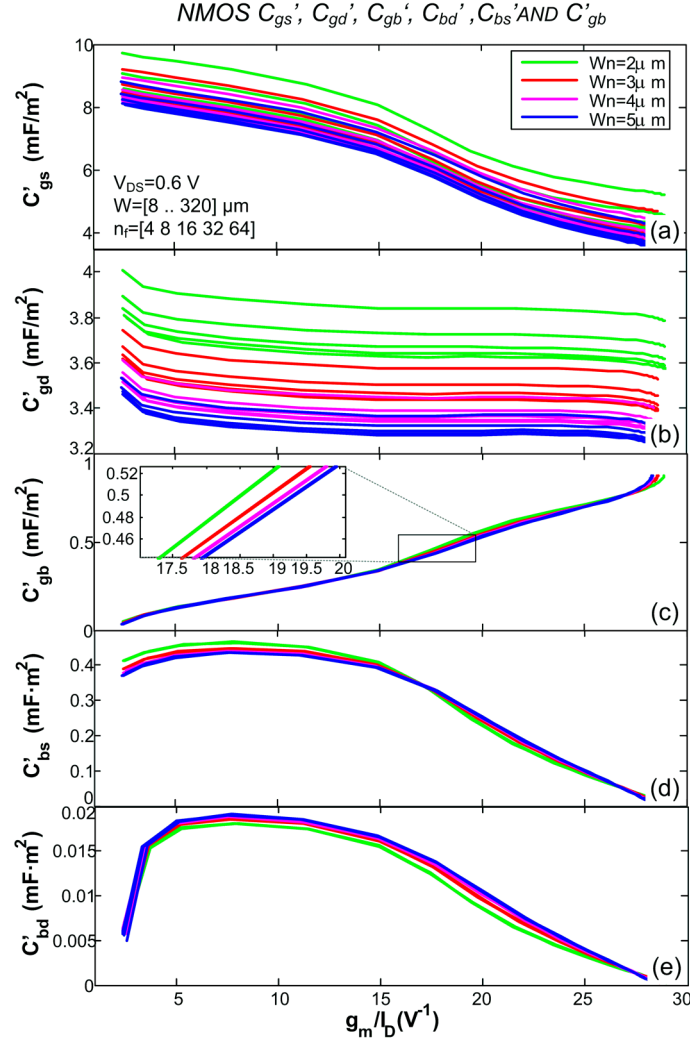 NMOS Cgs', Cgd', Cgb‘, Cbd' ,Cbs'AND C'gb
10
8
6
4
C'gs (mF/m²)
Wn=2μ m
Wn=3μ m
Wn=4μ m
Wn=5μ m
VDS=0.6 V
W=[8 .. 320] μm
nf=[4 8 16 32 64]
(a)
4
3.8
3.6
3.4
3.2
C'gd (mF/m²)
(b)
1
0.5
0
C'gb (mF/m²)
0.52
0.5
0.48
0.46
17.5 18 18.5 19 19.5 20
(c)
0.4
0.3
0.2
0.1
0
C'bs (mF·m²)
(d)
0.02
0.015
0.01
0.005
0
C'bd (mF·m²)
(e)
5 10 15 20 25 30
gm/ID(V⁻¹)